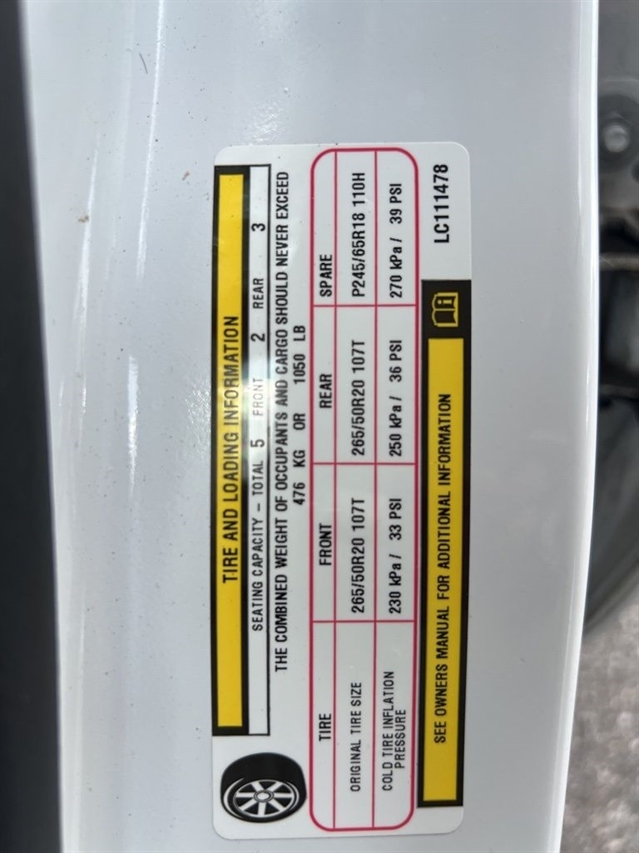 TIRE AND LOADING INFORMATION
SEATING CAPACITY – TOTAL 5 FRONT 2 REAR 3
THE COMBINED WEIGHT OF OCCUPANTS AND CARGO SHOULD NEVER EXCEED
476 KG OR 1050 LB
TIRE FRONT REAR SPARE
ORIGINAL TIRE SIZE 265/50R20 107T 265/50R20 107T P245/65R18 110H
COLD TIRE INFLATION PRESSURE 230 kPa / 33 PSI 250 kPa / 36 PSI 270 kPa / 39 PSI
SEE OWNERS MANUAL FOR ADDITIONAL INFORMATION
LC111478